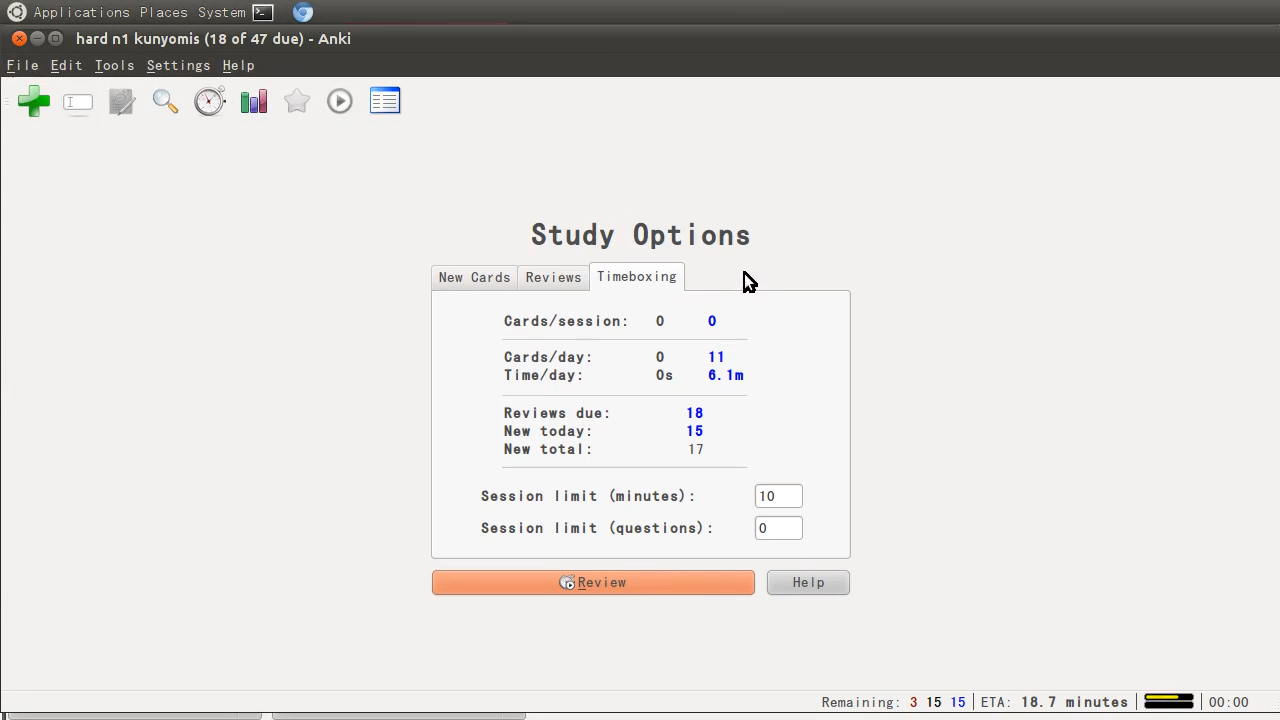 Applications Places System
hard n1 kunyomis (18 of 47 due) - Anki
File Edit Tools Settings Help
Study Options
New Cards Reviews Timeboxing
Cards/session: 0 0
Cards/day: 0 11
Time/day: 0s 6.1m
Reviews due: 18
New today: 15
New total: 17
Session limit (minutes): 10
Session limit (questions): 0
Review Help
Remaining: 3 15 15 ETA: 18.7 minutes 00:00